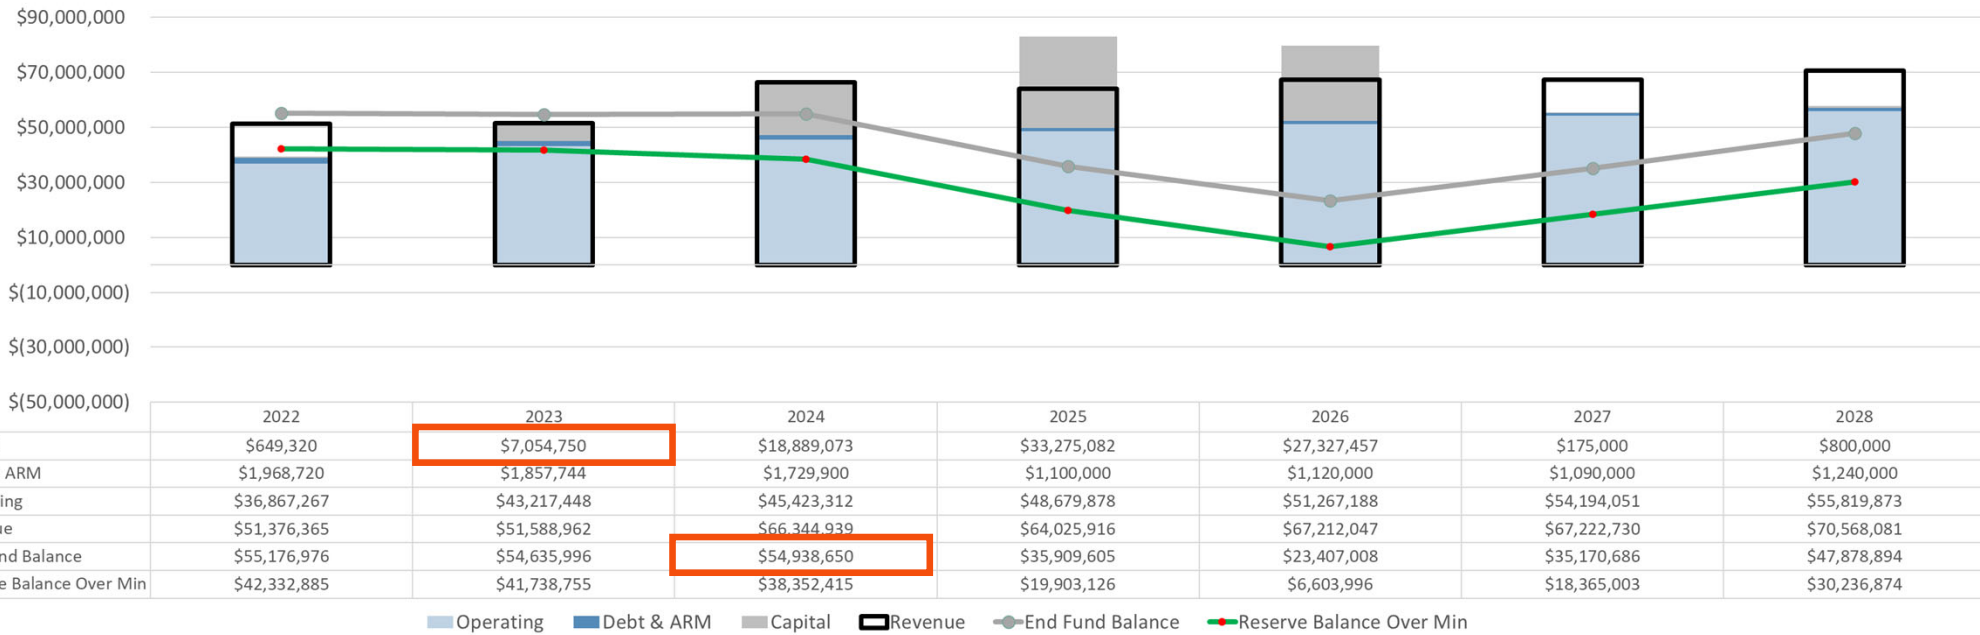 $90,000,000
$70,000,000
$50,000,000
$30,000,000
$10,000,000
$(10,000,000)
$(30,000,000)
$(50,000,000)
2022 2023 2024 2025 2026 2027 2028
$649,320 $7,054,750 $18,889,073 $33,275,082 $27,327,457 $175,000 $800,000
ARM $1,968,720 $1,857,744 $1,729,900 $1,100,000 $1,120,000 $1,090,000 $1,240,000
ing $36,867,267 $43,217,448 $45,423,312 $48,679,878 $51,267,188 $54,194,051 $55,819,873
ue $51,376,365 $51,588,962 $66,344,939 $64,025,916 $67,212,047 $67,222,730 $70,568,081
nd Balance $55,176,976 $54,635,996 $54,938,650 $35,909,605 $23,407,008 $35,170,686 $47,878,894
e Balance Over Min $42,332,885 $41,738,755 $38,352,415 $19,903,126 $6,603,996 $18,365,003 $30,236,874
Operating Debt & ARM Capital Revenue End Fund Balance Reserve Balance Over Min